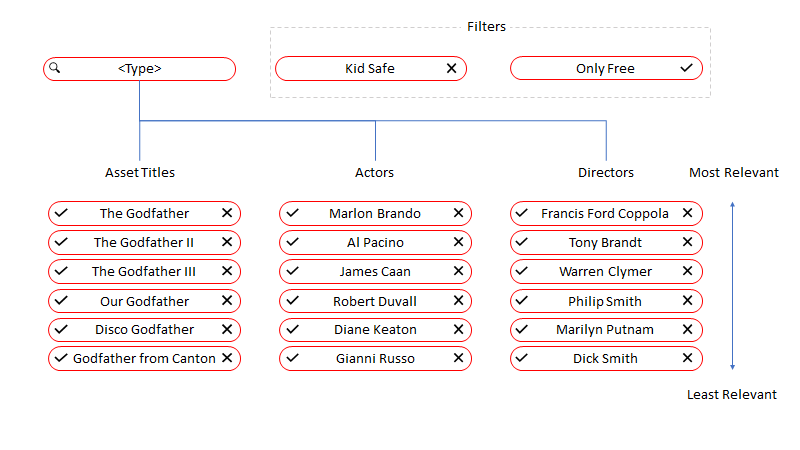 Filters
<Type>
Kid Safe
Only Free
Asset Titles
Actors
Directors
Most Relevant
The Godfather
Marlon Brando
Francis Ford Coppola
The Godfather II
Al Pacino
Tony Brandt
The Godfather III
James Caan
Warren Clymer
Our Godfather
Robert Duvall
Philip Smith
Disco Godfather
Diane Keaton
Marilyn Putnam
Godfather from Canton
Gianni Russo
Dick Smith
Least Relevant